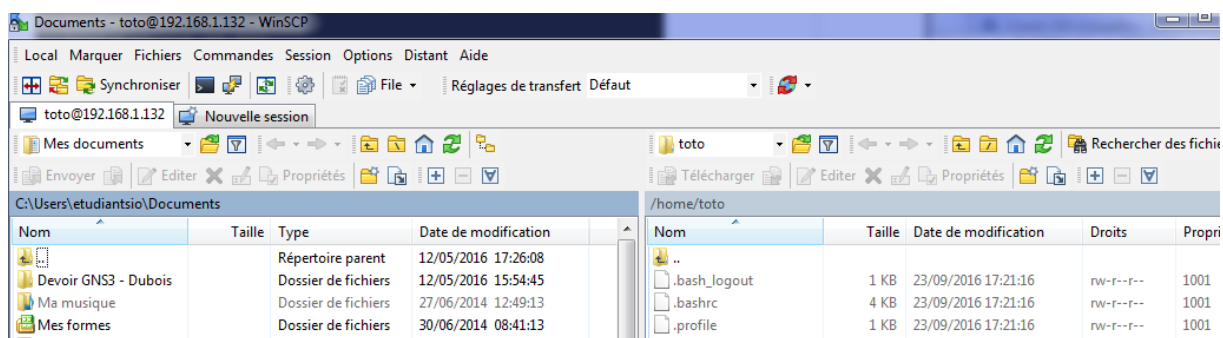 Documents - toto@192.168.1.132 - WinSCP
Local Marquer Fichiers Commandes Session Options Distant Aide
Synchroniser File Réglages de transfert Défaut
toto@192.168.1.132 Nouvelle session
Mes documents toto Rechercher des fichie
Envoyer Editer Propriétés Télécharger Editer Propriétés
C:\Users\etudiantsio\Documents /home/toto
Nom Taille Type Date de modification Nom Taille Date de modification Droits Propri
.. Répertoire parent 12/05/2016 17:26:08 ..
Devoir GNS3 - Dubois Dossier de fichiers 12/05/2016 15:54:45 .bash_logout 1 KB 23/09/2016 17:21:16 rw-r--r-- 1001
Ma musique Dossier de fichiers 27/06/2014 12:49:13 .bashrc 4 KB 23/09/2016 17:21:16 rw-r--r-- 1001
Mes formes Dossier de fichiers 30/06/2014 08:41:13 .profile 1 KB 23/09/2016 17:21:16 rw-r--r-- 1001